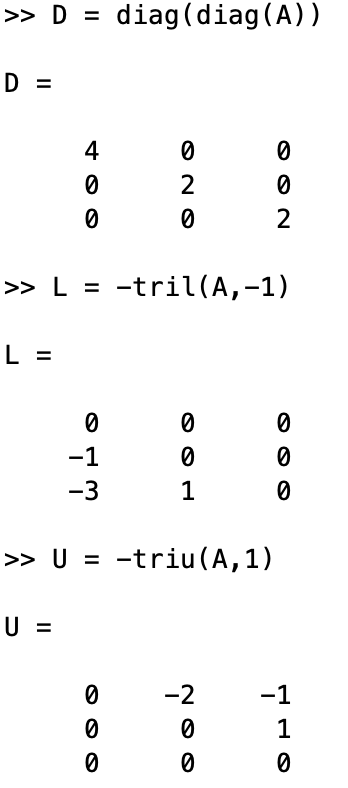 >> D = diag(diag(A))
D =
4 0 0
0 2 0
0 0 2
>> L = -tril(A,-1)
L =
0 0 0
-1 0 0
-3 1 0
>> U = -triu(A,1)
U =
0 -2 -1
0 0 1
0 0 0